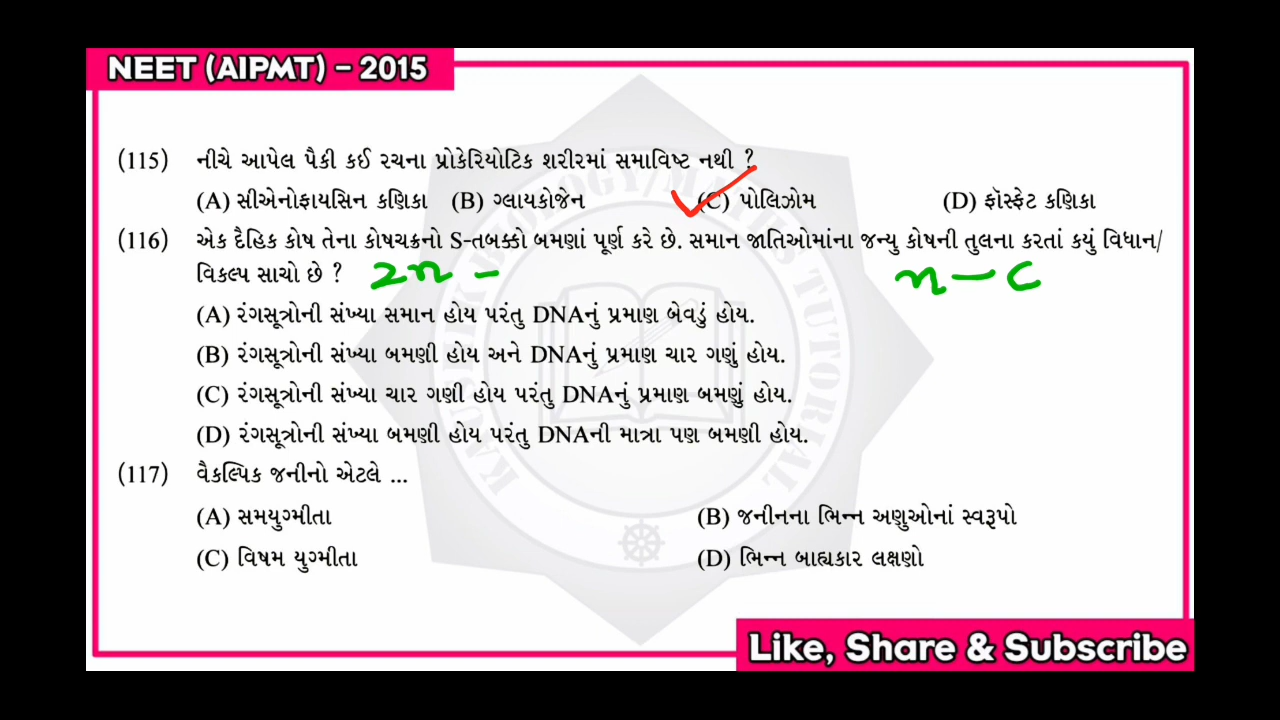 NEET (AIPMT) – 2015
(115) નીચે આપેલ પૈકી કઈ રચના પ્રોકેરિયોટિક શરીરમાં સમાવિષ્ટ નથી ?
(A) સીએનોફાયસિન કણિકા (B) ગ્લાયકોજેન (C) પોલિઝોમ (D) ફૉસ્ફેટ કણિકા
(116) એક દૈહિક કોષ તેના કોષચક્રનો S-તબક્કો બમણાં પૂર્ણ કરે છે. સમાન જાતિઓમાંના જન્યુ કોષની તુલના કરતાં કયું વિધાન/
વિકલ્પ સાચો છે ? 2n – n – C
(A) રંગસૂત્રોની સંખ્યા સમાન હોય પરંતુ DNAનું પ્રમાણ બેવડું હોય.
(B) રંગસૂત્રોની સંખ્યા બમણી હોય અને DNAનું પ્રમાણ ચાર ગણું હોય.
(C) રંગસૂત્રોની સંખ્યા ચાર ગણી હોય પરંતુ DNAનું પ્રમાણ બમણું હોય.
(D) રંગસૂત્રોની સંખ્યા બમણી હોય પરંતુ DNAની માત્રા પણ બમણી હોય.
(117) વૈકલ્પિક જનીનો એટલે ...
(A) સમયુગ્મીતા (B) જનીનના ભિન્ન અણુઓનાં સ્વરૂપો
(C) વિષમ યુગ્મીતા (D) ભિન્ન બાહ્યકાર લક્ષણો
Like, Share & Subscribe